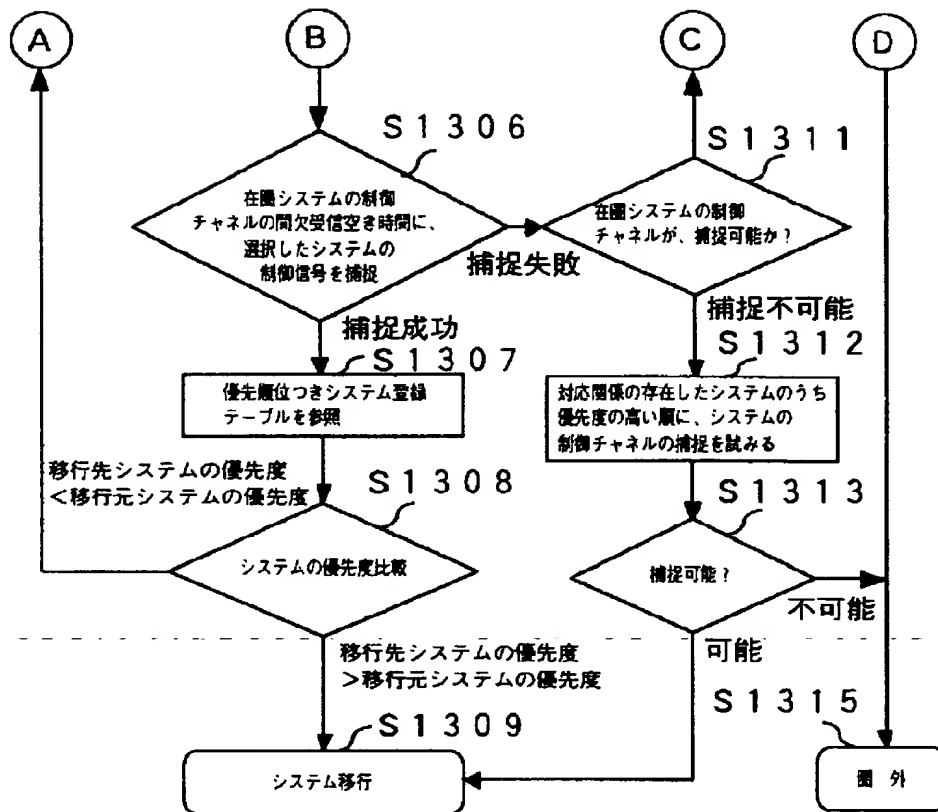 A
B
C
D
S1306
S1311
在圏システムの制御
チャネルの間欠受信空き時間に、
選択したシステムの
制御信号を捕捉
在圏システムの制御
チャネルが、捕捉可能か?
捕捉失敗
捕捉成功
捕捉不可能
S1307
S1312
優先順位つきシステム登録
テーブルを参照
対応関係の存在したシステムのうち
優先度の高い順に、システムの
制御チャネルの捕捉を試みる
移行先システムの優先度
<移行元システムの優先度
S1308
S1313
システムの優先度比較
捕捉可能?
不可能
移行先システムの優先度
>移行元システムの優先度
可能
S1309
S1315
システム移行
圏 外